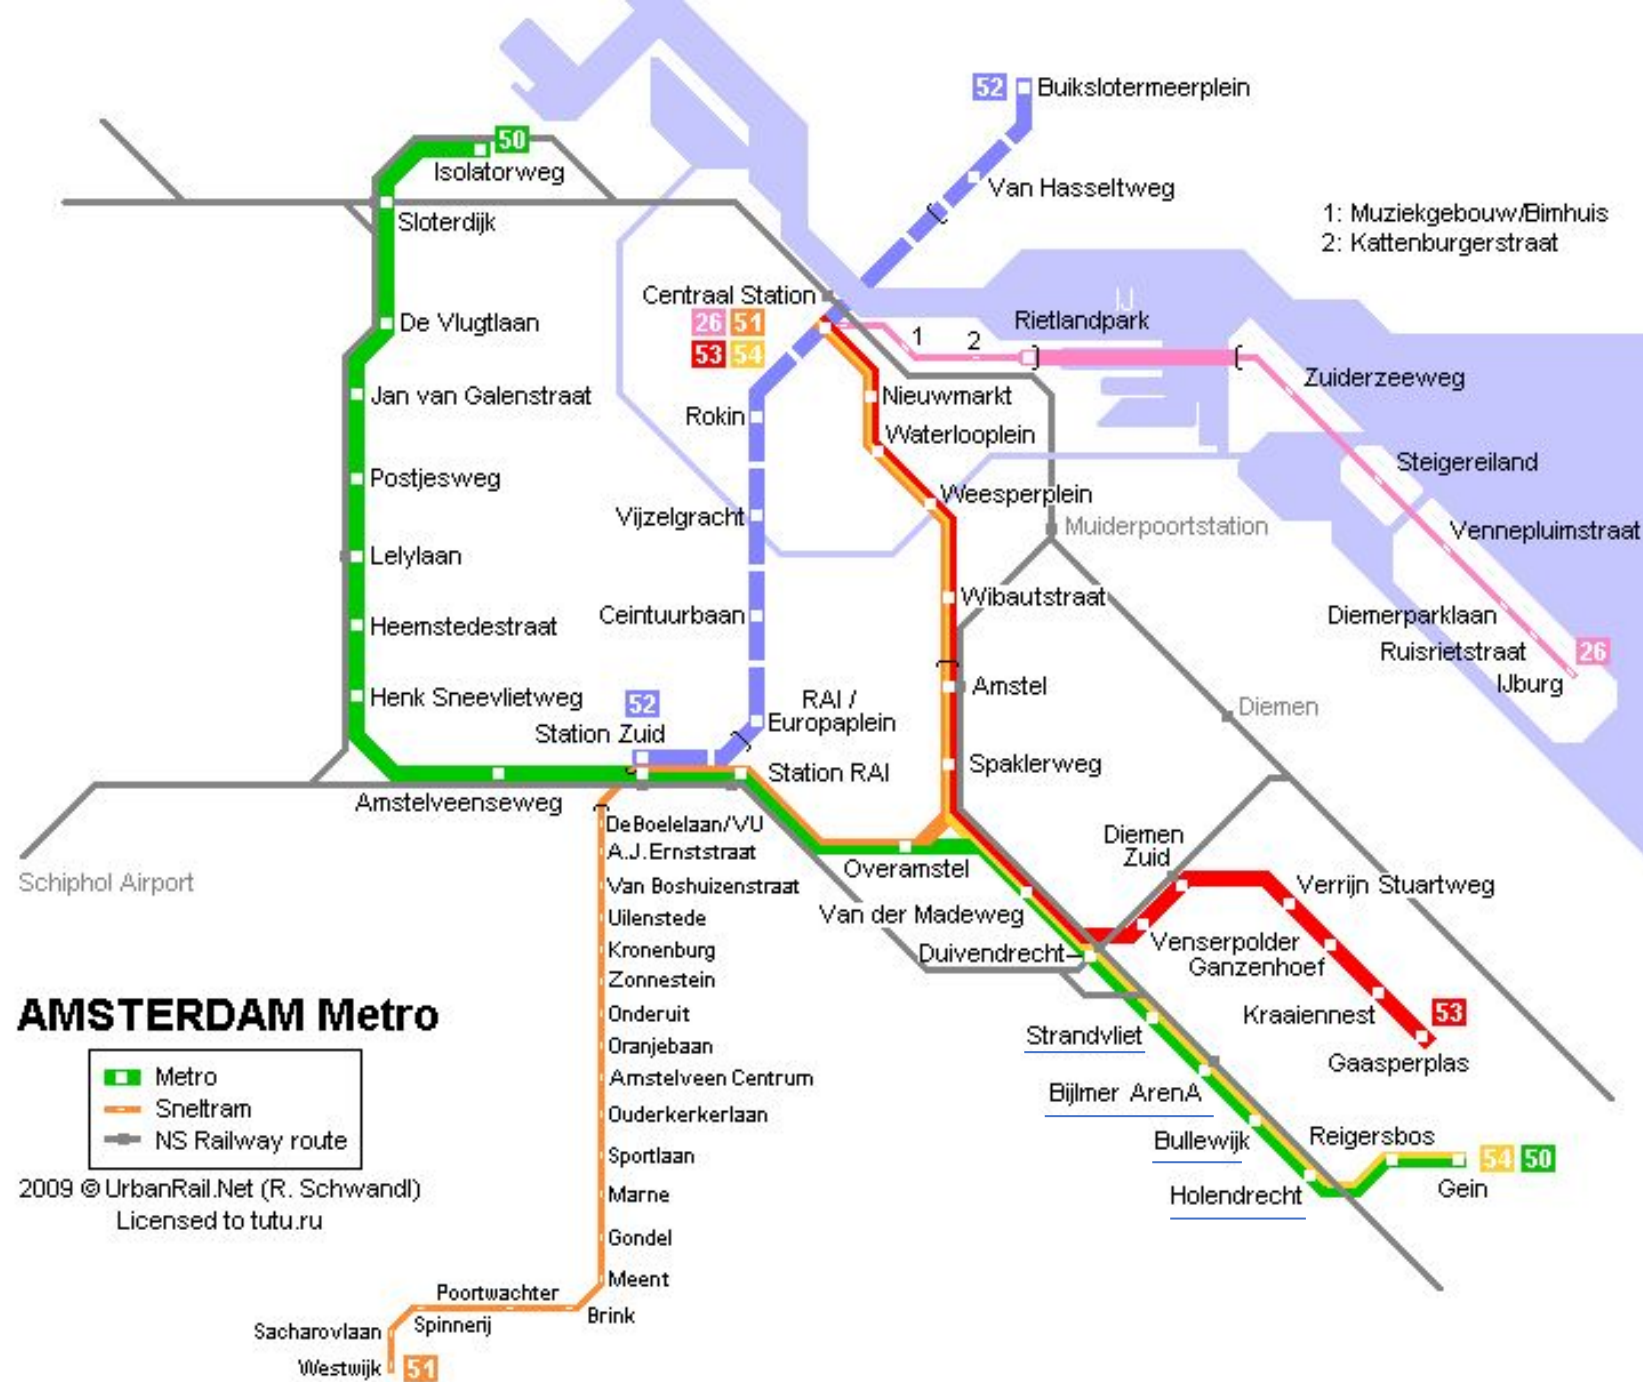 52 Buikslotermeerplein
50
Isolatorweg
Van Hasseltweg
1: Muziekgebouw/Bimhuis
2: Kattenburgerstraat
Sloterdijk
Centraal Station
26 51
53 54
IJ
Rietlandpark
1 2
De Vlugtlaan
Zuiderzeeweg
Jan van Galenstraat
Nieuwmarkt
Rokin
Waterlooplein
Steigereiland
Postjesweg
Weesperplein
Vijzelgracht
Muiderpoortstation
Vennepluimstraat
Lelylaan
Wibautstraat
Ceintuurbaan
Diemerparklaan
Heemstedestraat
Ruisrietstraat
26
IJburg
Amstel
Henk Sneevlietweg
52
RAI /
Europaplein
Diemen
Station Zuid
Spaklerweg
Station RAI
Amstelveenseweg
DeBoelelaan/VU
Diemen
Zuid
A.J.Ernststraat
Overamstel
Schiphol Airport
Van Boshuizenstraat
Verrijn Stuartweg
Uilenstede
Van der Madeweg
Kronenburg
Duivendrecht
Venserpolder
Ganzenhoef
Zonnestein
AMSTERDAM Metro
Onderuit
Kraaiennest
53
Strandvliet
Oranjebaan
Gaasperplas
Metro
Amstelveen Centrum
Bijlmer ArenA
Sneltram
Ouderkerkerlaan
NS Railway route
Bullewijk
Reigersbos
Sportlaan
54 50
2009 © UrbanRail.Net (R. Schwandl)
Gein
Marne
Holendrecht
Licensed to tutu.ru
Gondel
Meent
Poortwachter
Brink
Spinnerij
Sacharovlaan
Westwijk 51